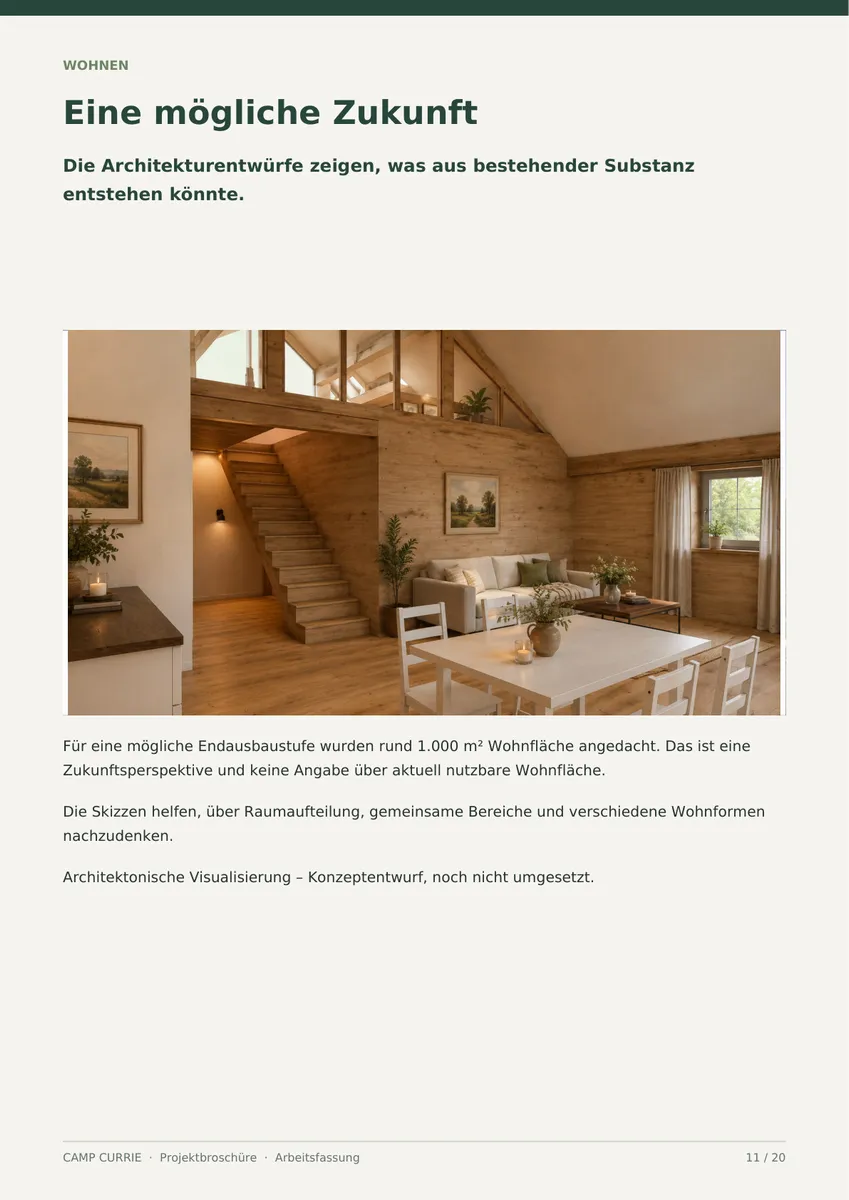 WOHNEN
Eine mögliche Zukunft
Die Architekturentwürfe zeigen, was aus bestehender Substanz
entstehen könnte.
Für eine mögliche Endausbaustufe wurden rund 1.000 m² Wohnfläche angedacht. Das ist eine
Zukunftsperspektive und keine Angabe über aktuell nutzbare Wohnfläche.
Die Skizzen helfen, über Raumaufteilung, gemeinsame Bereiche und verschiedene Wohnformen
nachzudenken.
Architektonische Visualisierung – Konzeptentwurf, noch nicht umgesetzt.
CAMP CURRIE · Projektbroschüre · Arbeitsfassung
11 / 20